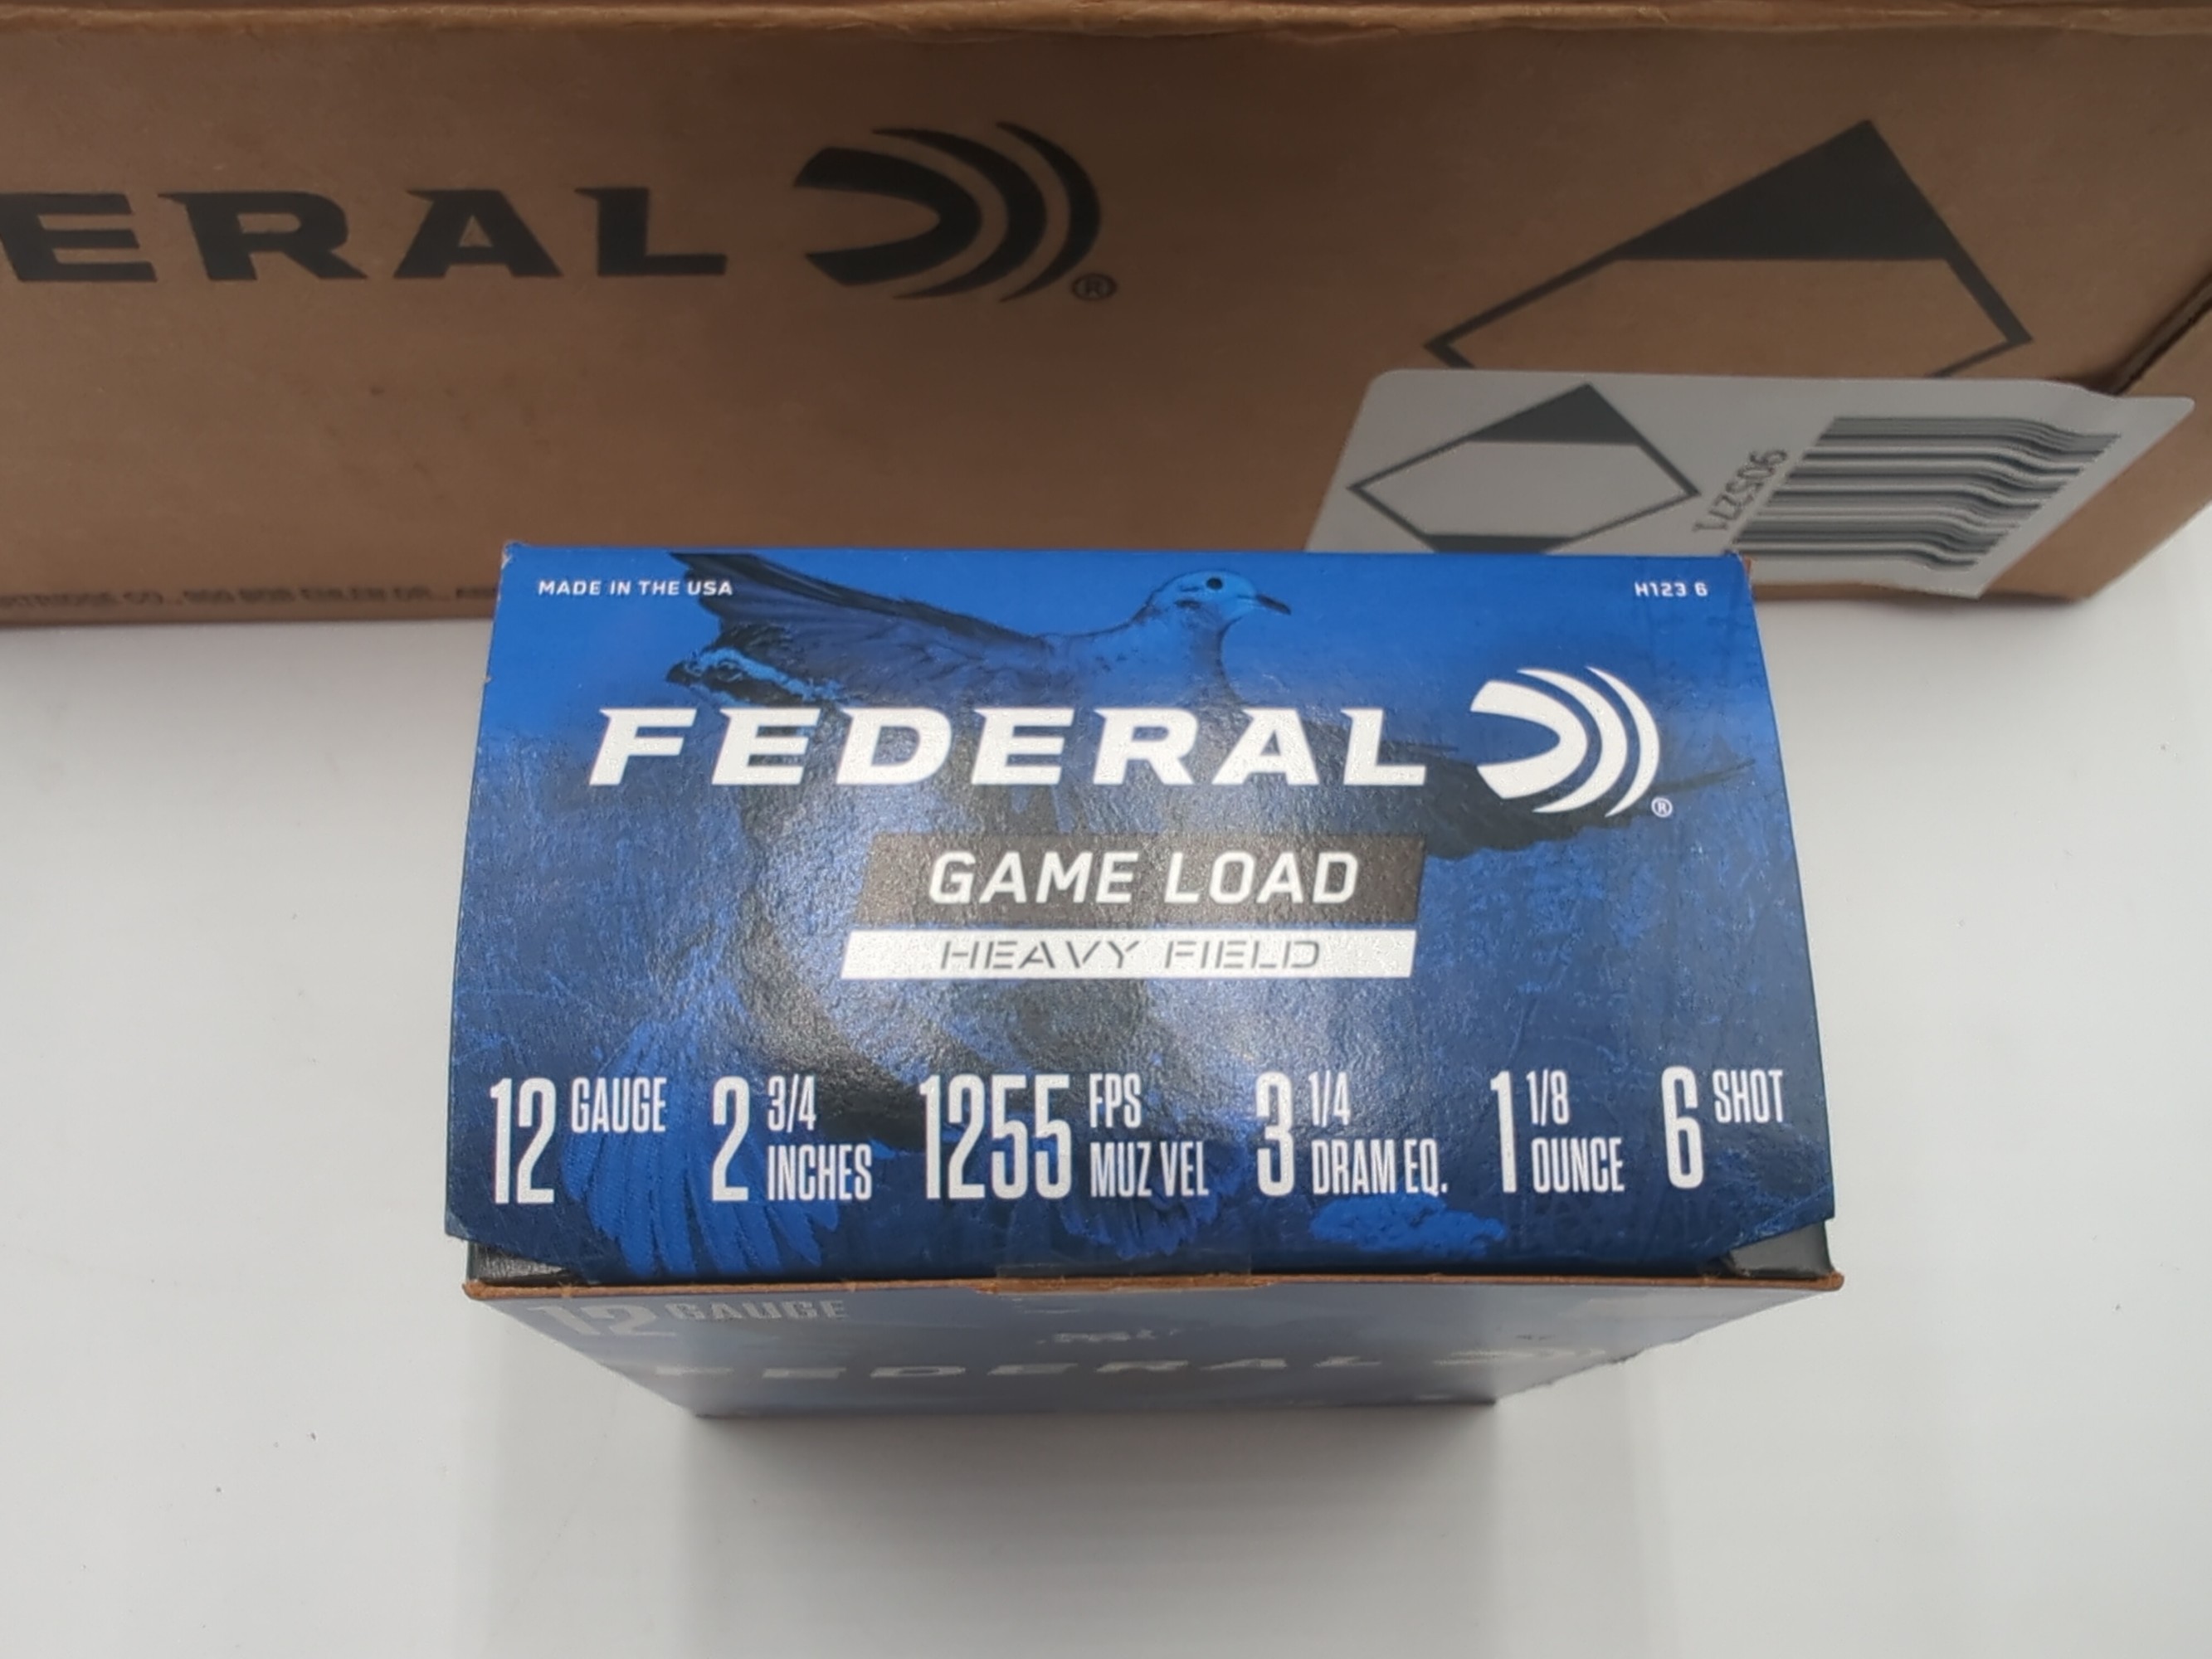 ERAL
®
905271
MADE IN THE USA
H123 6
FEDERAL
®
GAME LOAD
HEAVY FIELD
12 GAUGE 2 3/4 INCHES 1255 FPS MUZ VEL 3 1/4 DRAM EQ. 1 1/8 OUNCE 6 SHOT
12 GAUGE
FEDERAL